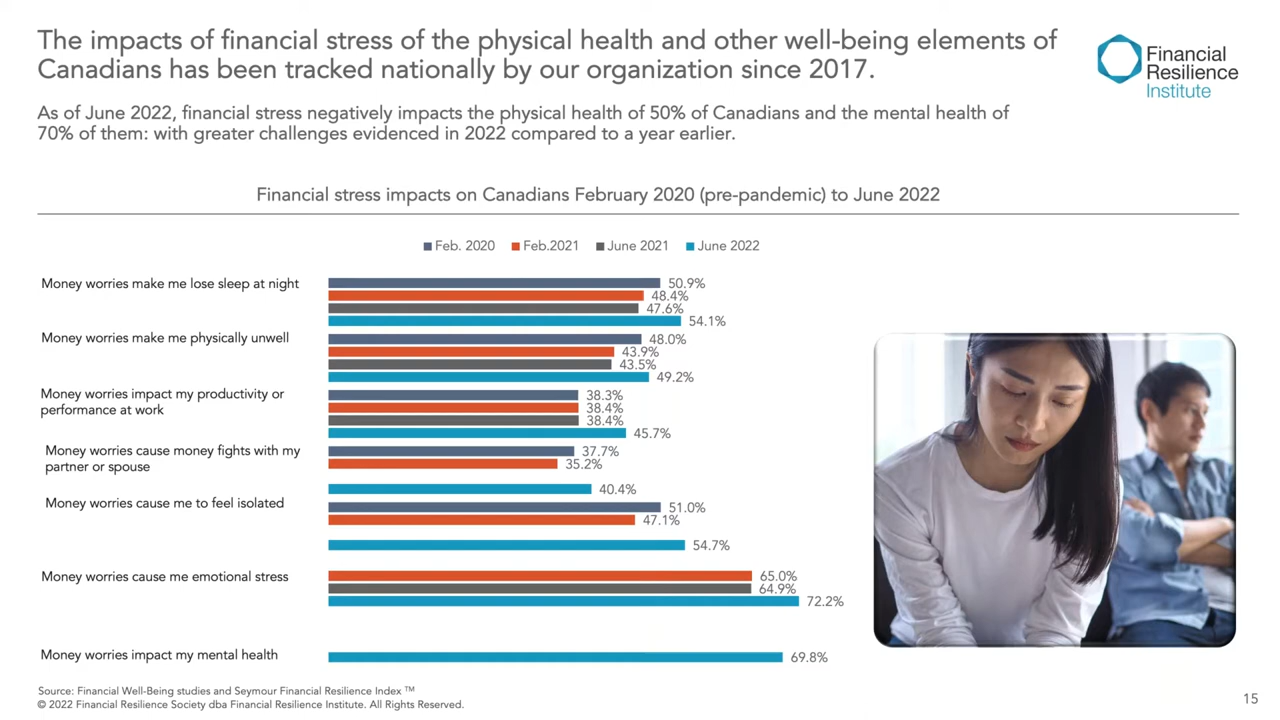 The impacts of financial stress of the physical health and other well-being elements of
Canadians has been tracked nationally by our organization since 2017.
Financial
Resilience
Institute
As of June 2022, financial stress negatively impacts the physical health of 50% of Canadians and the mental health of
70% of them: with greater challenges evidenced in 2022 compared to a year earlier.
Financial stress impacts on Canadians February 2020 (pre-pandemic) to June 2022
Feb. 2020 Feb.2021 June 2021 June 2022
Money worries make me lose sleep at night
50.9%
48.4%
47.6%
54.1%
Money worries make me physically unwell
48.0%
43.9%
43.5%
49.2%
Money worries impact my productivity or
performance at work
38.3%
38.4%
38.4%
45.7%
Money worries cause money fights with my
partner or spouse
37.7%
35.2%
40.4%
Money worries cause me to feel isolated
51.0%
47.1%
54.7%
Money worries cause me emotional stress
65.0%
64.9%
72.2%
Money worries impact my mental health
69.8%
Source: Financial Well-Being studies and Seymour Financial Resilience Index ™
© 2022 Financial Resilience Society dba Financial Resilience Institute. All Rights Reserved.
15